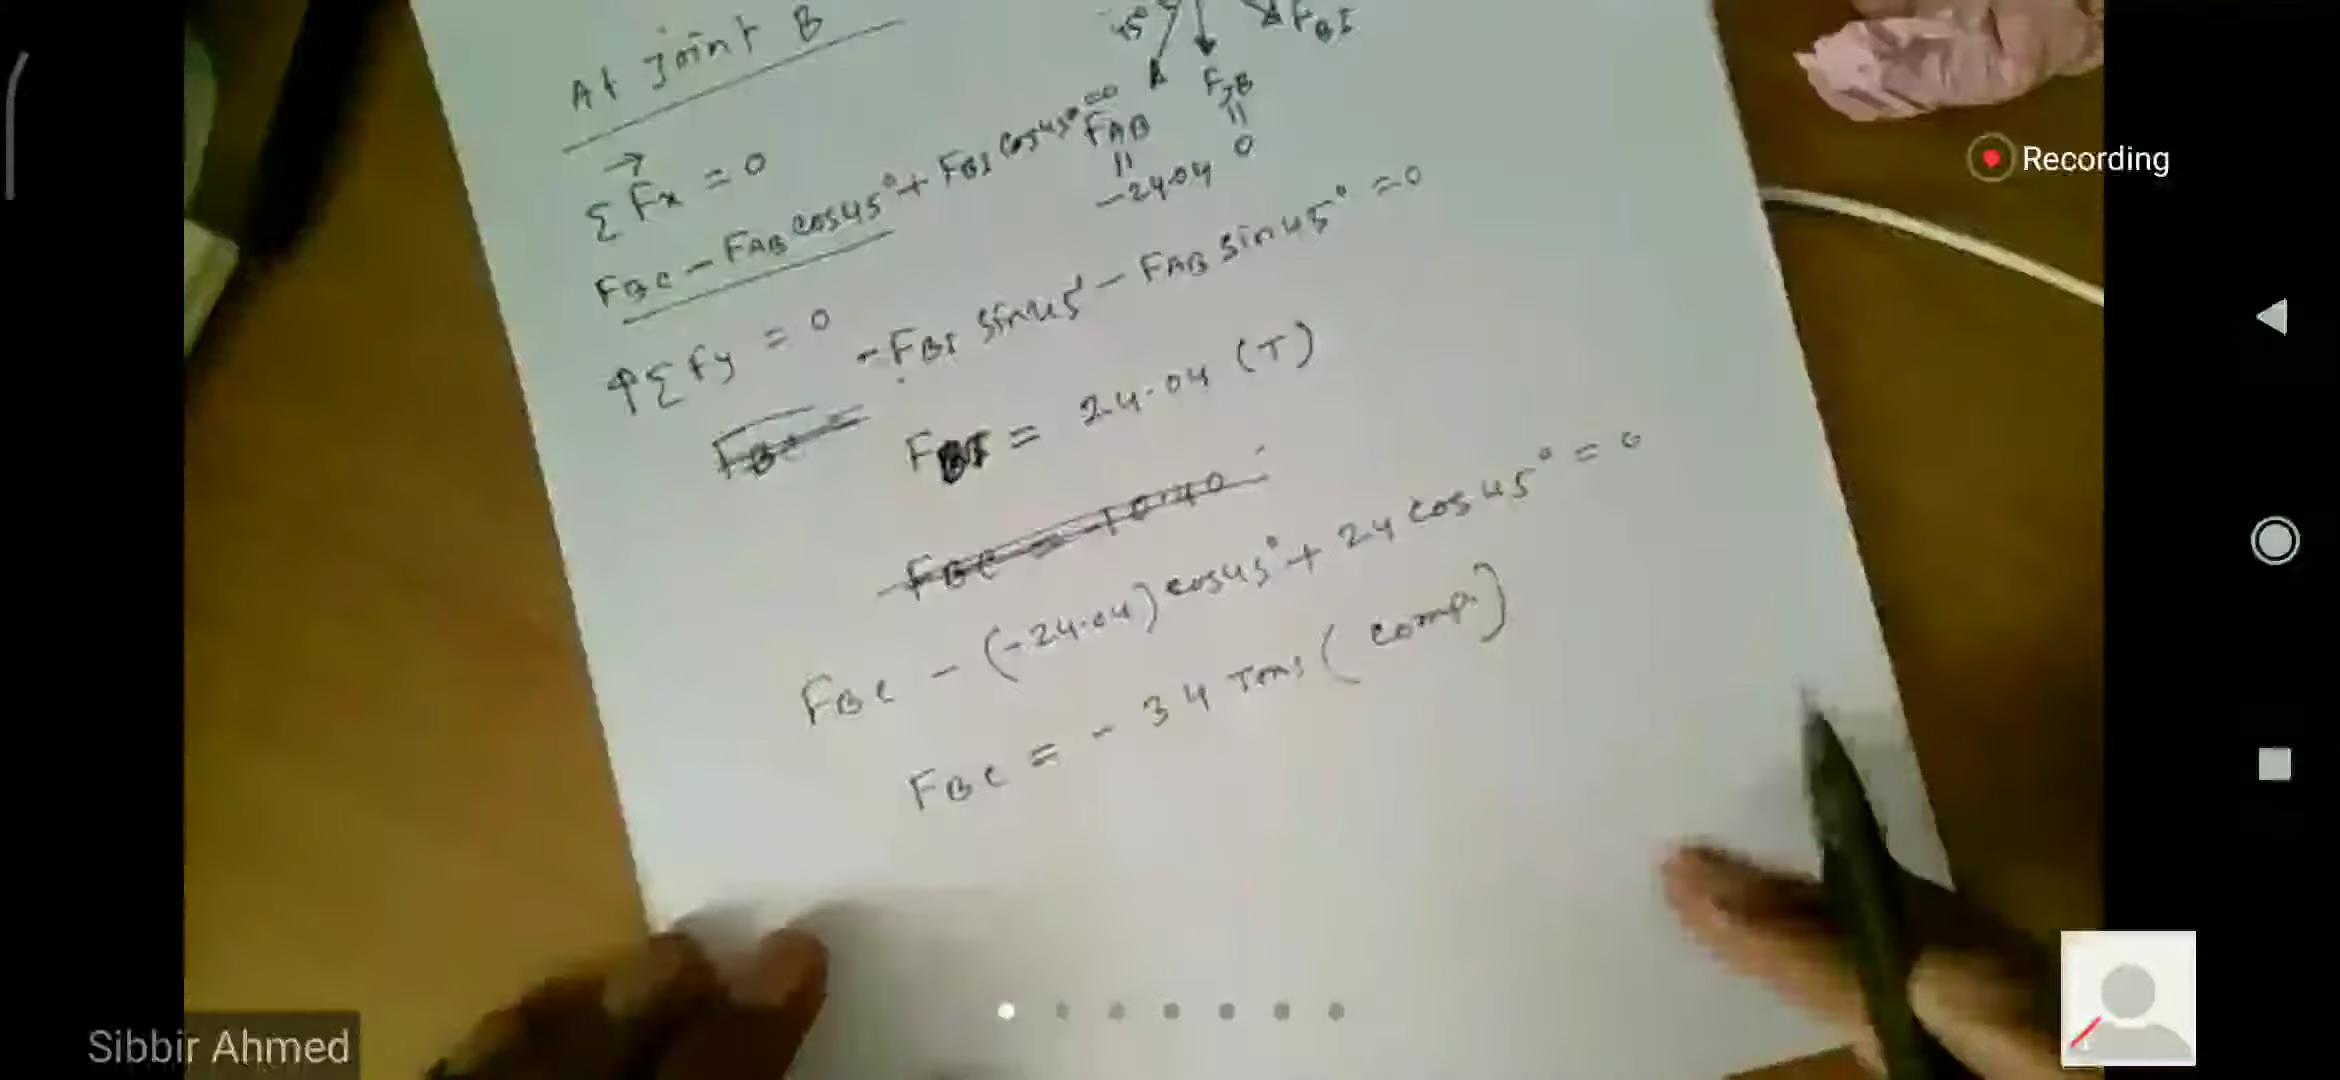 At Joint B
45°
FBI
FJB
=
0
FAB
=
-24.04
→
ΣFx = 0
FBC - FAB cos45° + FBI cos45° = 0
↑ΣFy = 0
-FBI sin45° - FAB sin45° = 0
FBC =
FBI = 24.04 (T)
FBC - (-24.04) cos45° + 24 cos45° = 0
FBC = - 34 Tons (comp)
Recording
Sibbir Ahmed